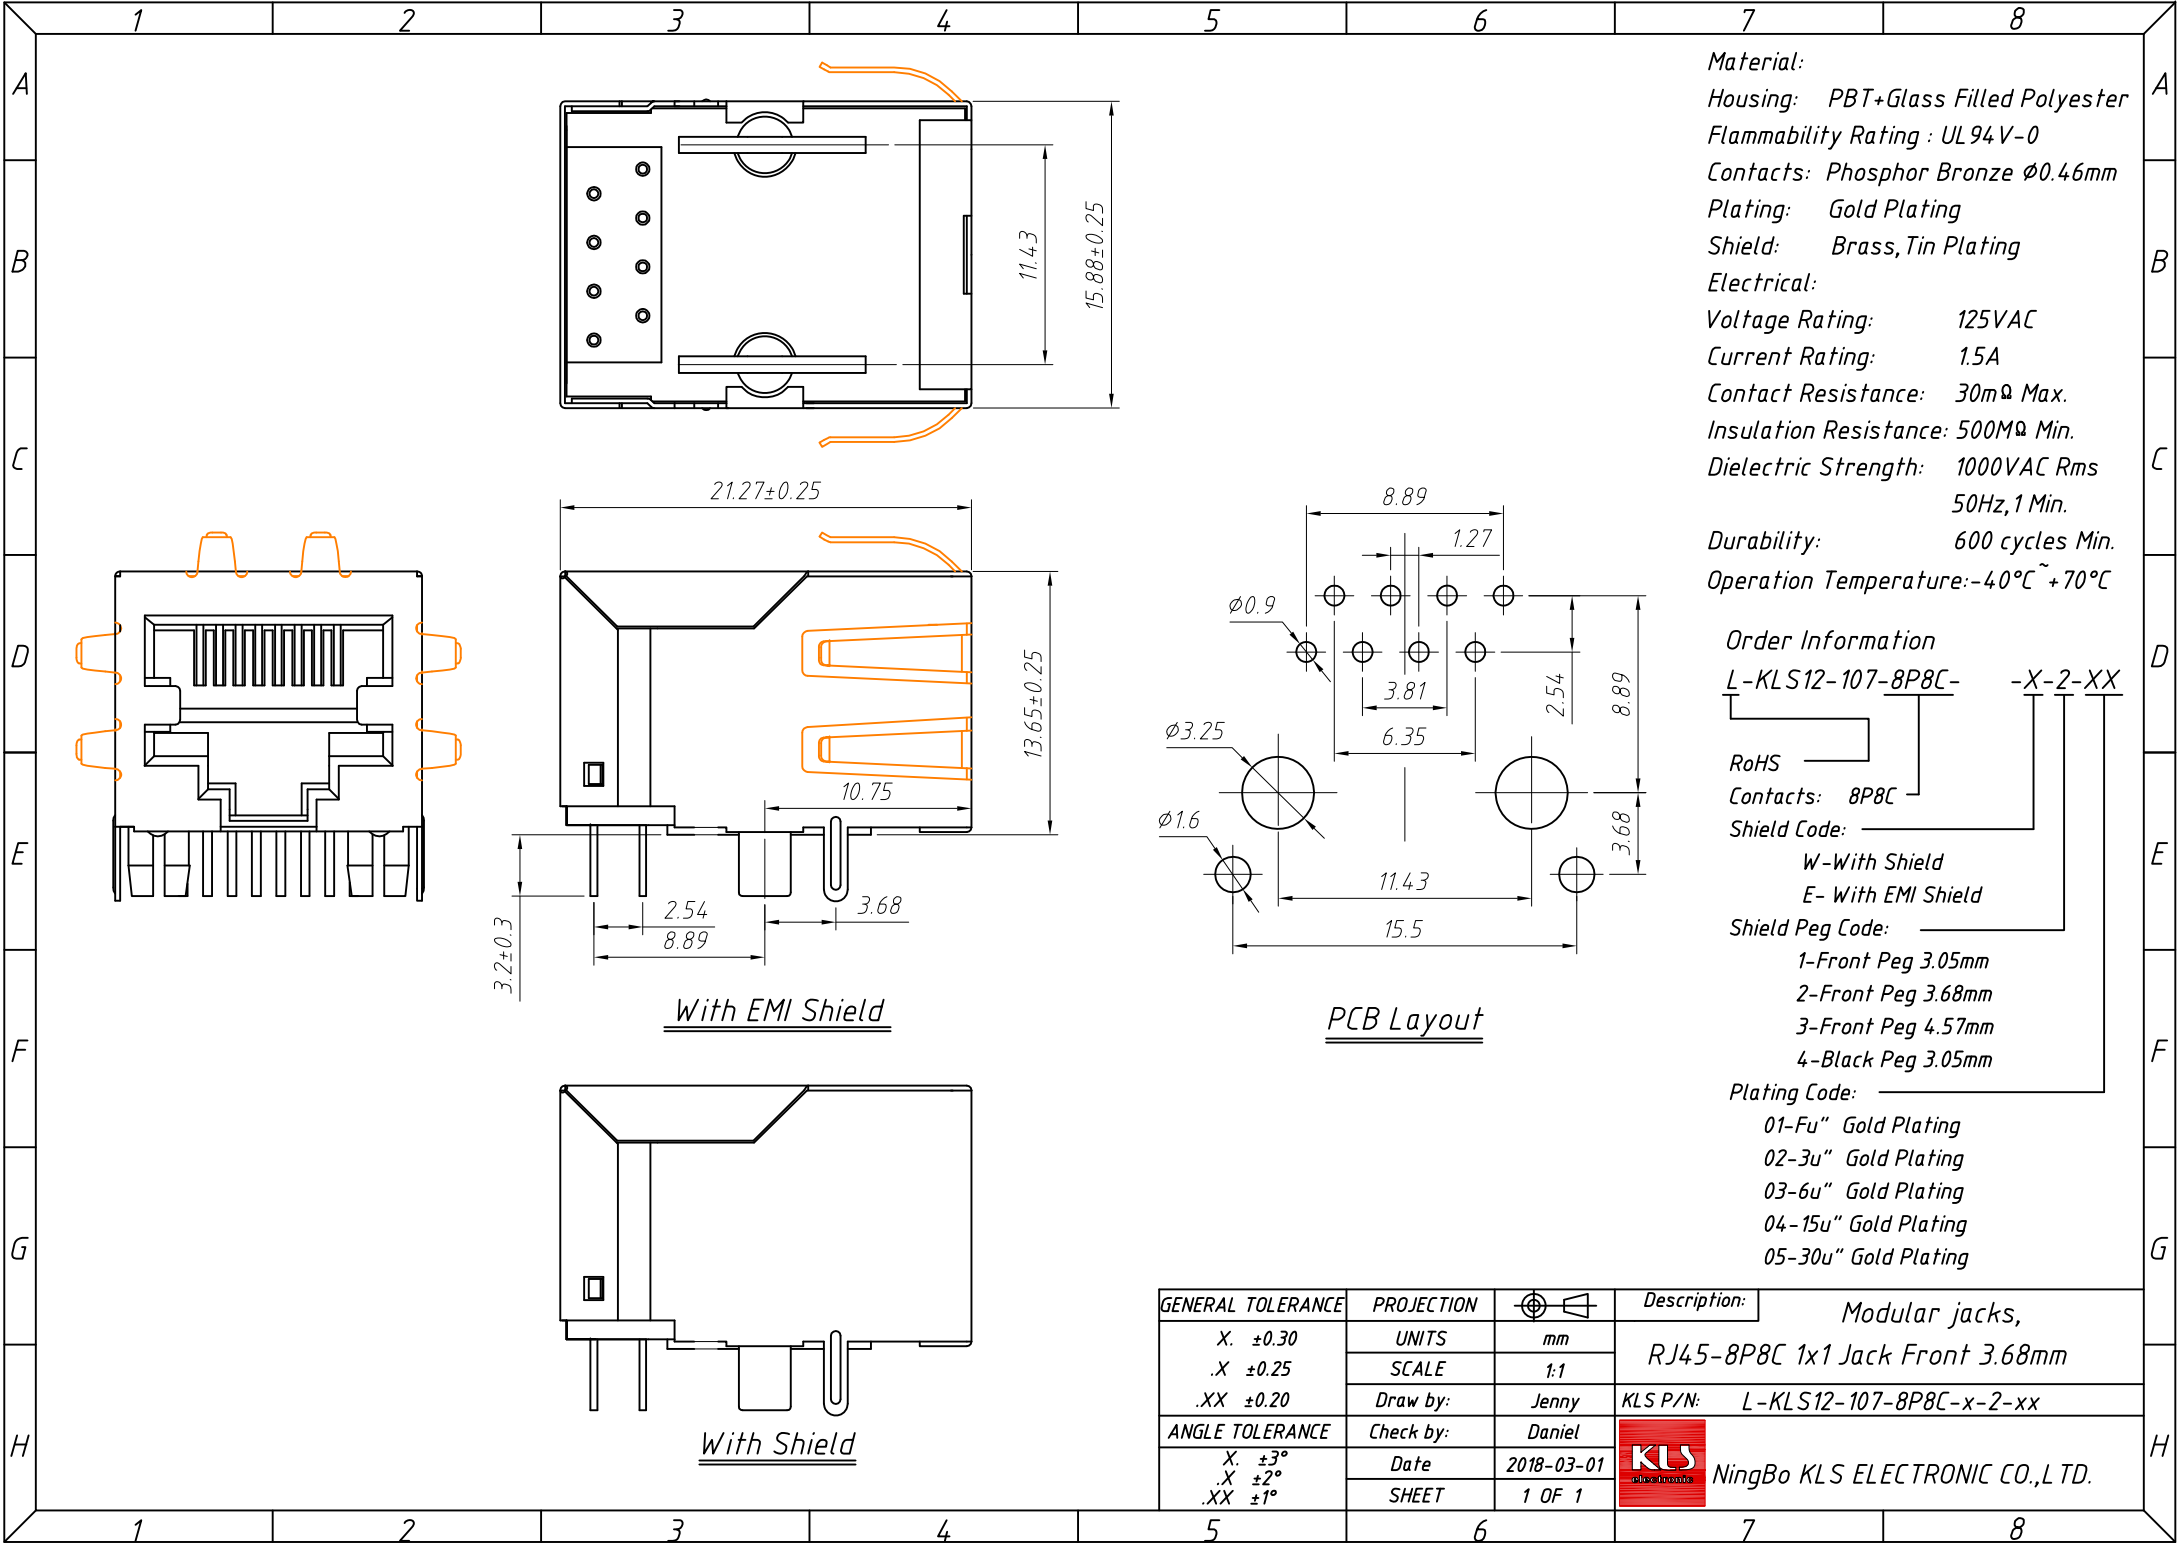 1 2 3 4 5 6 7 8
A
B
C
D
E
F
G
H
A
B
C
D
E
F
G
H
11.43
15.88±0.25
21.27±0.25
13.65±0.25
10.75
3.2±0.3
2.54
8.89
3.68
With EMI Shield
With Shield
8.89
1.27
Ø0.9
3.81
6.35
2.54
8.89
Ø3.25
Ø1.6
3.68
11.43
15.5
PCB Layout
Material:
Housing: PBT+Glass Filled Polyester
Flammability Rating : UL94V-0
Contacts: Phosphor Bronze Ø0.46mm
Plating: Gold Plating
Shield: Brass,Tin Plating
Electrical:
Voltage Rating: 125VAC
Current Rating: 1.5A
Contact Resistance: 30mΩ Max.
Insulation Resistance: 500MΩ Min.
Dielectric Strength: 1000VAC Rms
50Hz,1 Min.
Durability: 600 cycles Min.
Operation Temperature:-40°C~+70°C
Order Information
L-KLS12-107-8P8C- -X-2-XX
RoHS
Contacts: 8P8C
Shield Code:
W-With Shield
E- With EMI Shield
Shield Peg Code:
1-Front Peg 3.05mm
2-Front Peg 3.68mm
3-Front Peg 4.57mm
4-Black Peg 3.05mm
Plating Code:
01-Fu" Gold Plating
02-3u" Gold Plating
03-6u" Gold Plating
04-15u" Gold Plating
05-30u" Gold Plating
GENERAL TOLERANCE
X. ±0.30
.X ±0.25
.XX ±0.20
ANGLE TOLERANCE
X. ±3°
.X ±2°
.XX ±1°
PROJECTION
UNITS mm
SCALE 1:1
Draw by: Jenny
Check by: Daniel
Date 2018-03-01
SHEET 1 OF 1
Description: Modular jacks,
RJ45-8P8C 1x1 Jack Front 3.68mm
KLS P/N: L-KLS12-107-8P8C-x-2-xx
KLS
electronic
NingBo KLS ELECTRONIC CO.,LTD.
1 2 3 4 5 6 7 8